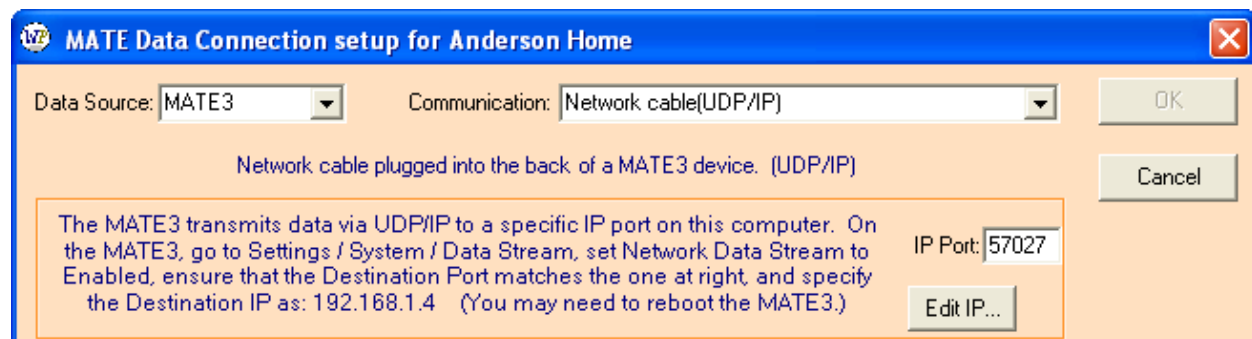 MATE Data Connection setup for Anderson Home
Data Source: MATE3 Communication: Network cable(UDP/IP) OK
Network cable plugged into the back of a MATE3 device. (UDP/IP)
Cancel
The MATE3 transmits data via UDP/IP to a specific IP port on this computer. On
the MATE3, go to Settings / System / Data Stream, set Network Data Stream to
Enabled, ensure that the Destination Port matches the one at right, and specify
the Destination IP as: 192.168.1.4 (You may need to reboot the MATE3.)
IP Port: 57027
Edit IP...